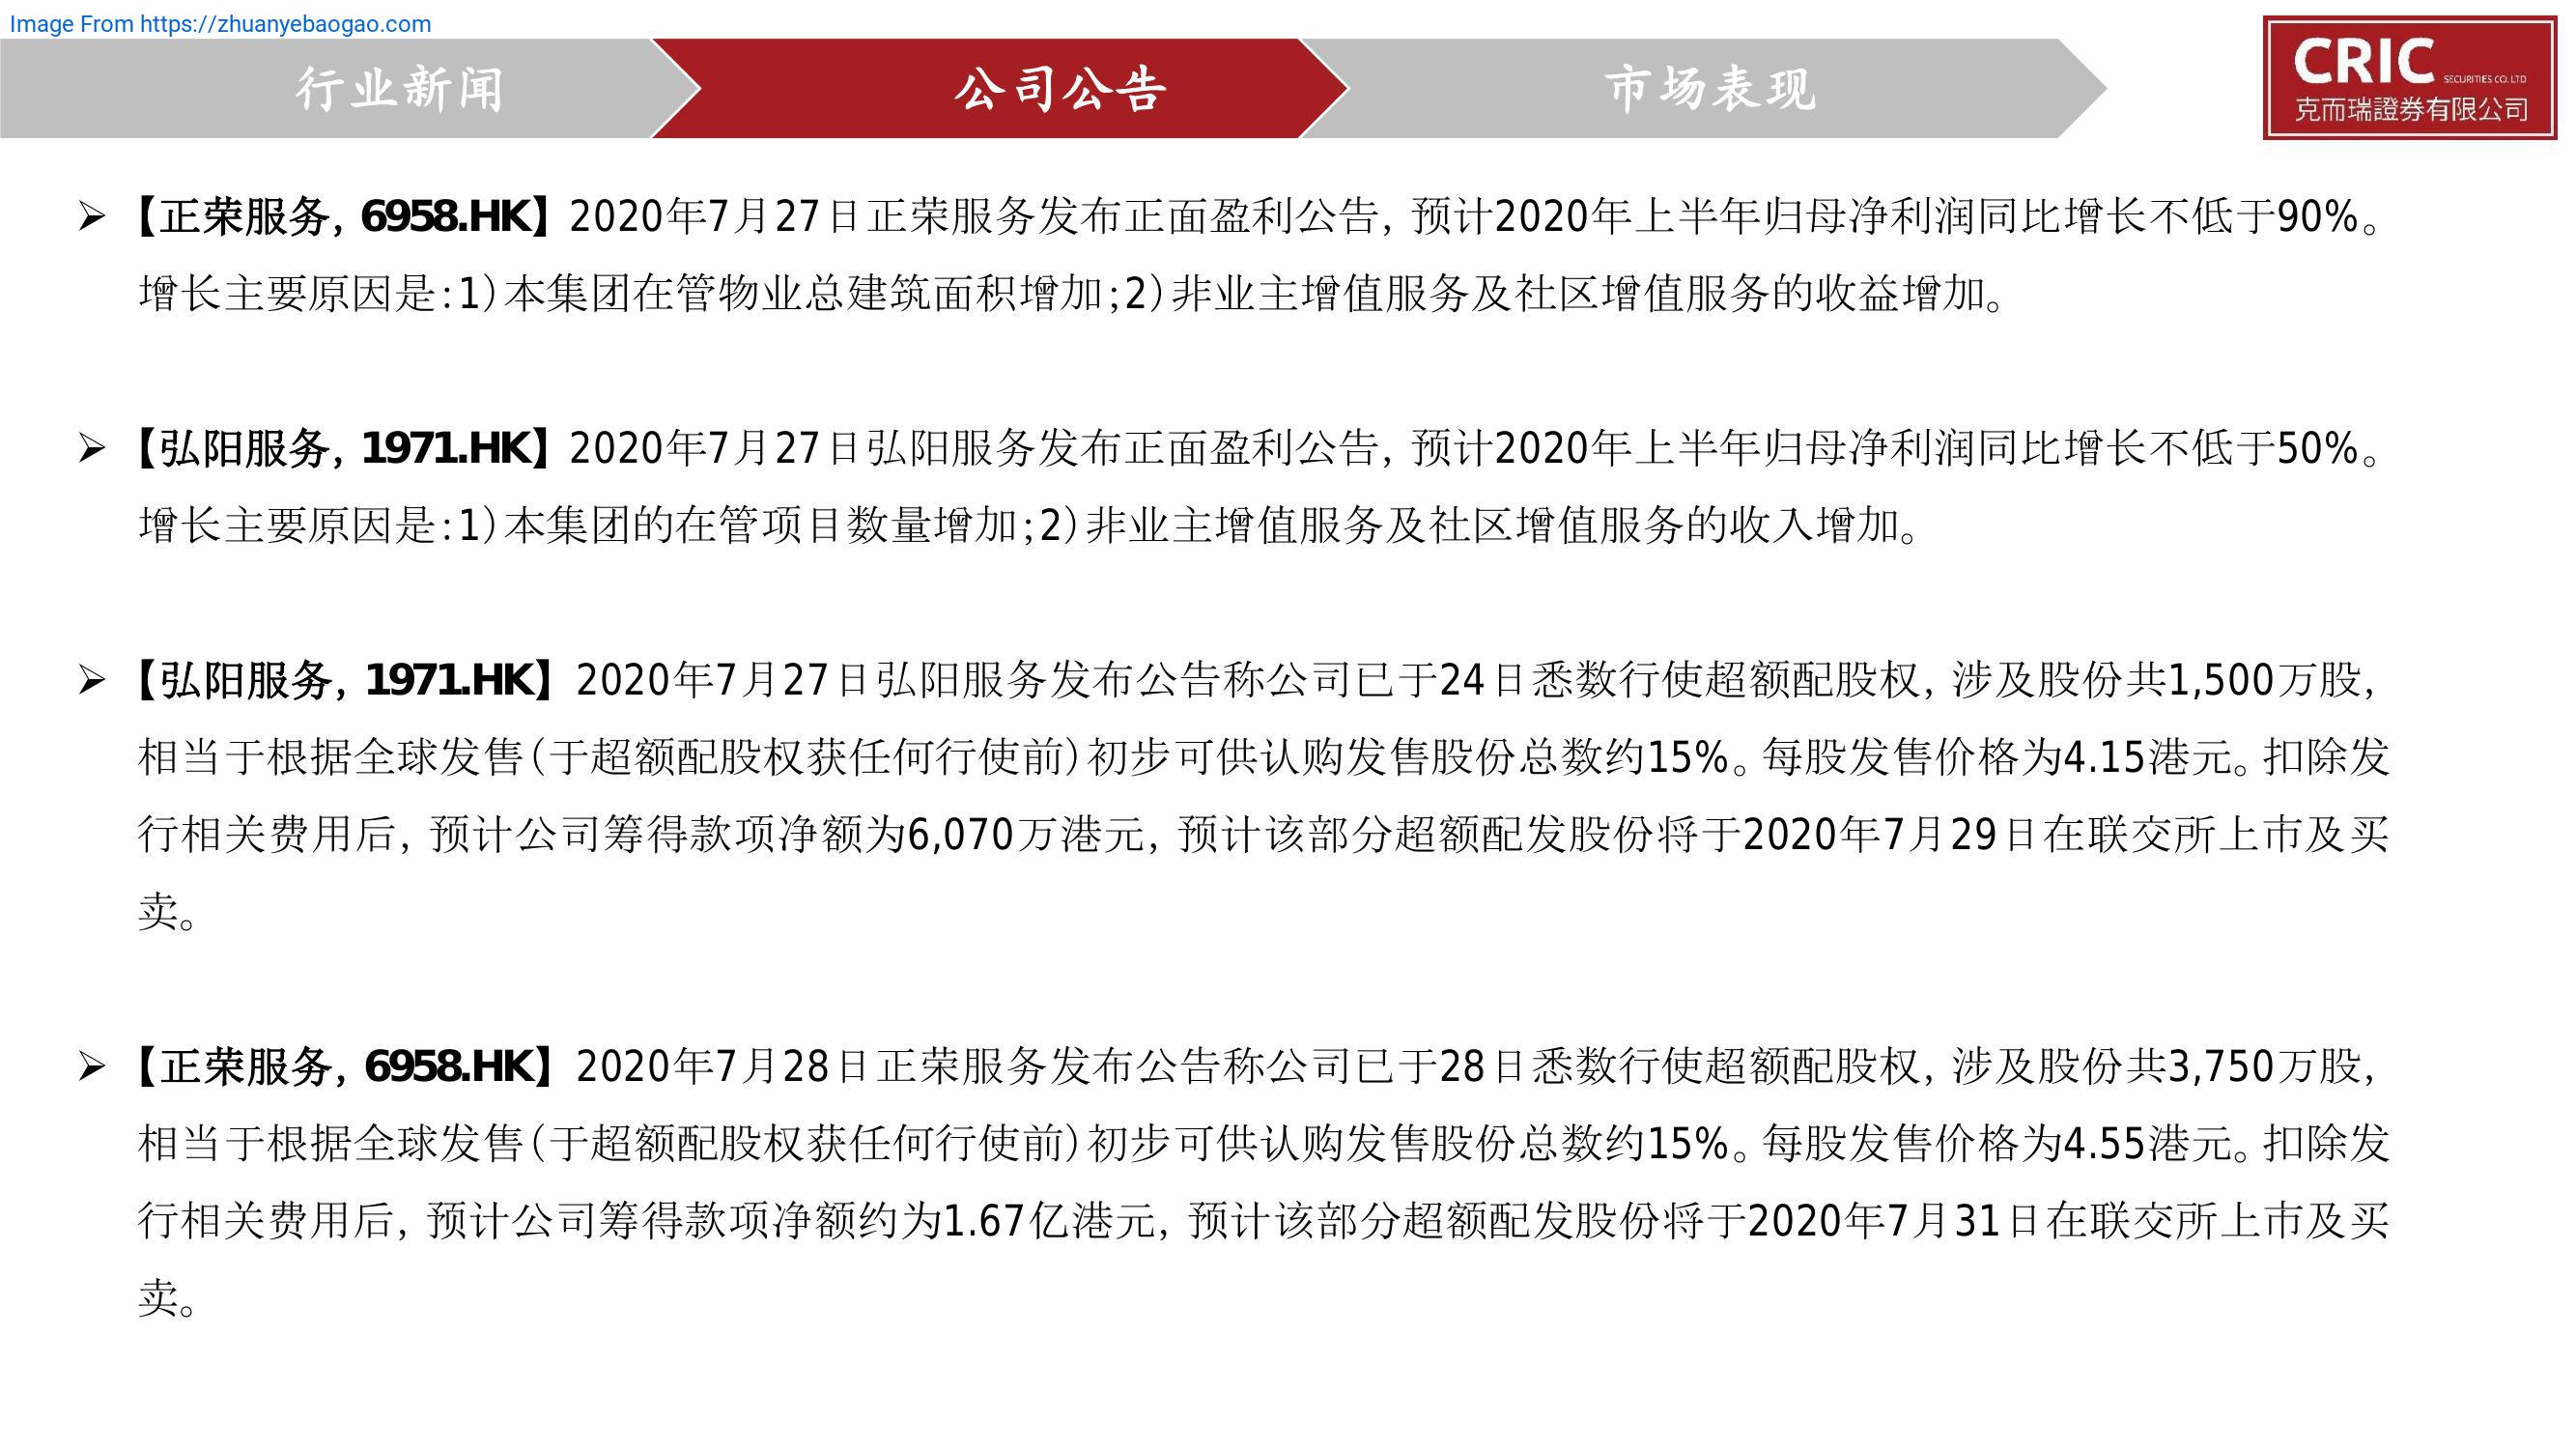 Image From https://zhuanyebaogao.com
行业新闻
公司公告
市场表现
CRIC SECURITIES CO. LTD
克而瑞證券有限公司
【正荣服务, 6958.HK】2020年7月27日正荣服务发布正面盈利公告, 预计2020年上半年归母净利润同比增长不低于90%。
增长主要原因是:1)本集团在管物业总建筑面积增加;2)非业主增值服务及社区增值服务的收益增加。
【弘阳服务, 1971.HK】2020年7月27日弘阳服务发布正面盈利公告, 预计2020年上半年归母净利润同比增长不低于50%。
增长主要原因是:1)本集团的在管项目数量增加;2)非业主增值服务及社区增值服务的收入增加。
【弘阳服务, 1971.HK】2020年7月27日弘阳服务发布公告称公司已于24日悉数行使超额配股权, 涉及股份共1,500万股,
相当于根据全球发售(于超额配股权获任何行使前)初步可供认购发售股份总数约15%。每股发售价格为4.15港元。扣除发
行相关费用后, 预计公司筹得款项净额为6,070万港元, 预计该部分超额配发股份将于2020年7月29日在联交所上市及买
卖。
【正荣服务, 6958.HK】2020年7月28日正荣服务发布公告称公司已于28日悉数行使超额配股权, 涉及股份共3,750万股,
相当于根据全球发售(于超额配股权获任何行使前)初步可供认购发售股份总数约15%。每股发售价格为4.55港元。扣除发
行相关费用后, 预计公司筹得款项净额约为1.67亿港元, 预计该部分超额配发股份将于2020年7月31日在联交所上市及买
卖。